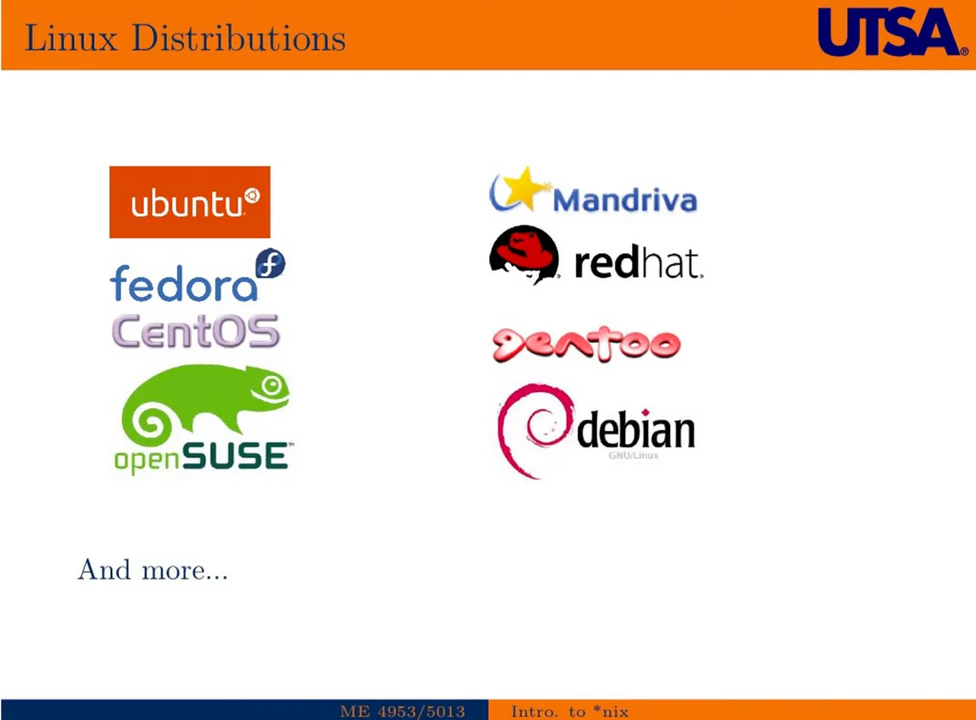 Linux Distributions
UTSA®
ubuntu
fedora
CentOS
openSUSE™
Mandriva
redhat.
gentoo
debian
GNU/Linux
And more...
ME 4953/5013
Intro. to *nix